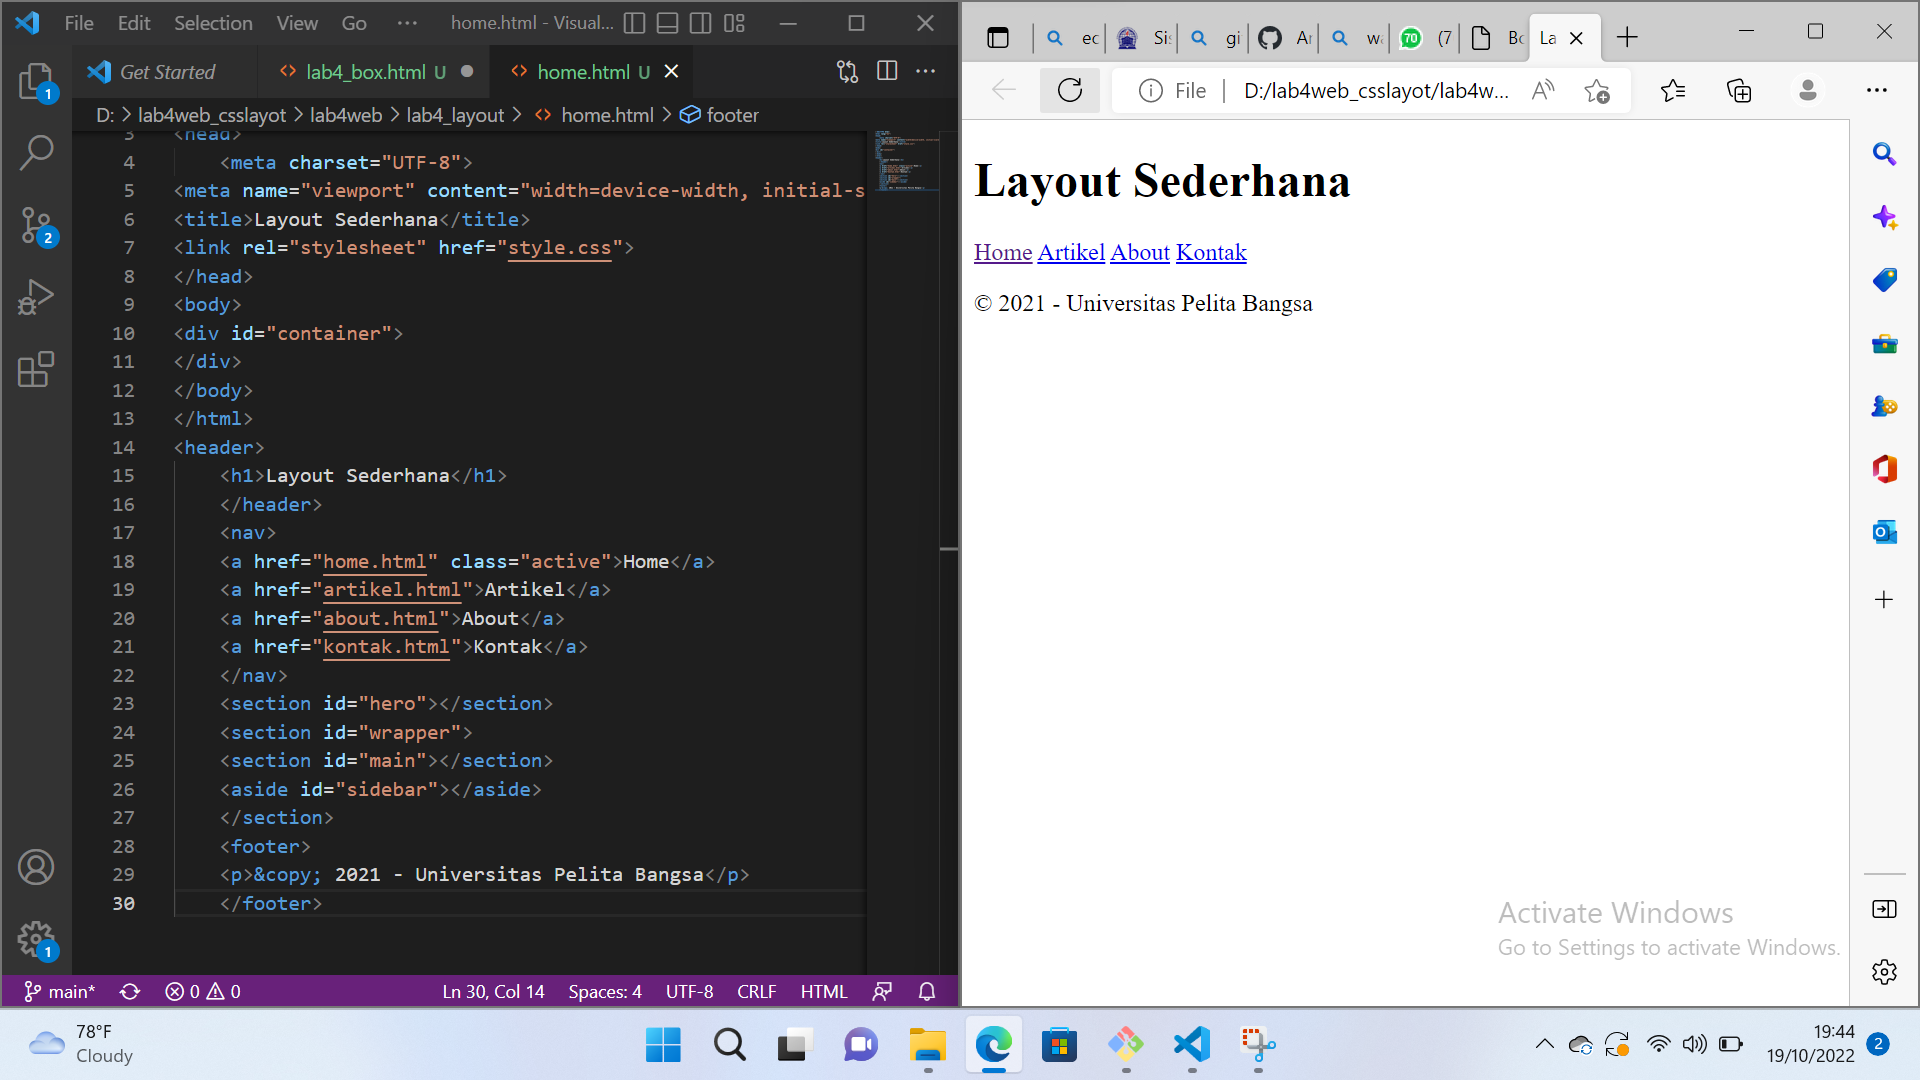 File Edit Selection View Go ··· home.html - Visual...
Get Started lab4_box.html U ● home.html U
D: > lab4web_csslayot > lab4web > lab4_layout > home.html > footer
3 <head>
4 <meta charset="UTF-8">
5 <meta name="viewport" content="width=device-width, initial-s
6 <title>Layout Sederhana</title>
7 <link rel="stylesheet" href="style.css">
8 </head>
9 <body>
10 <div id="container">
11 </div>
12 </body>
13 </html>
14 <header>
15 <h1>Layout Sederhana</h1>
16 </header>
17 <nav>
18 <a href="home.html" class="active">Home</a>
19 <a href="artikel.html">Artikel</a>
20 <a href="about.html">About</a>
21 <a href="kontak.html">Kontak</a>
22 </nav>
23 <section id="hero"></section>
24 <section id="wrapper">
25 <section id="main"></section>
26 <aside id="sidebar"></aside>
27 </section>
28 <footer>
29 <p>&copy; 2021 - Universitas Pelita Bangsa</p>
30 </footer>
1
2
1
main* 0 0 Ln 30, Col 14 Spaces: 4 UTF-8 CRLF HTML
ec Sis gi Ar wa 70 (7 Bo La
File D:/lab4web_csslayot/lab4w...
Layout Sederhana
Home Artikel About Kontak
© 2021 - Universitas Pelita Bangsa
Activate Windows
Go to Settings to activate Windows.
78°F
Cloudy
19:44
19/10/2022
2